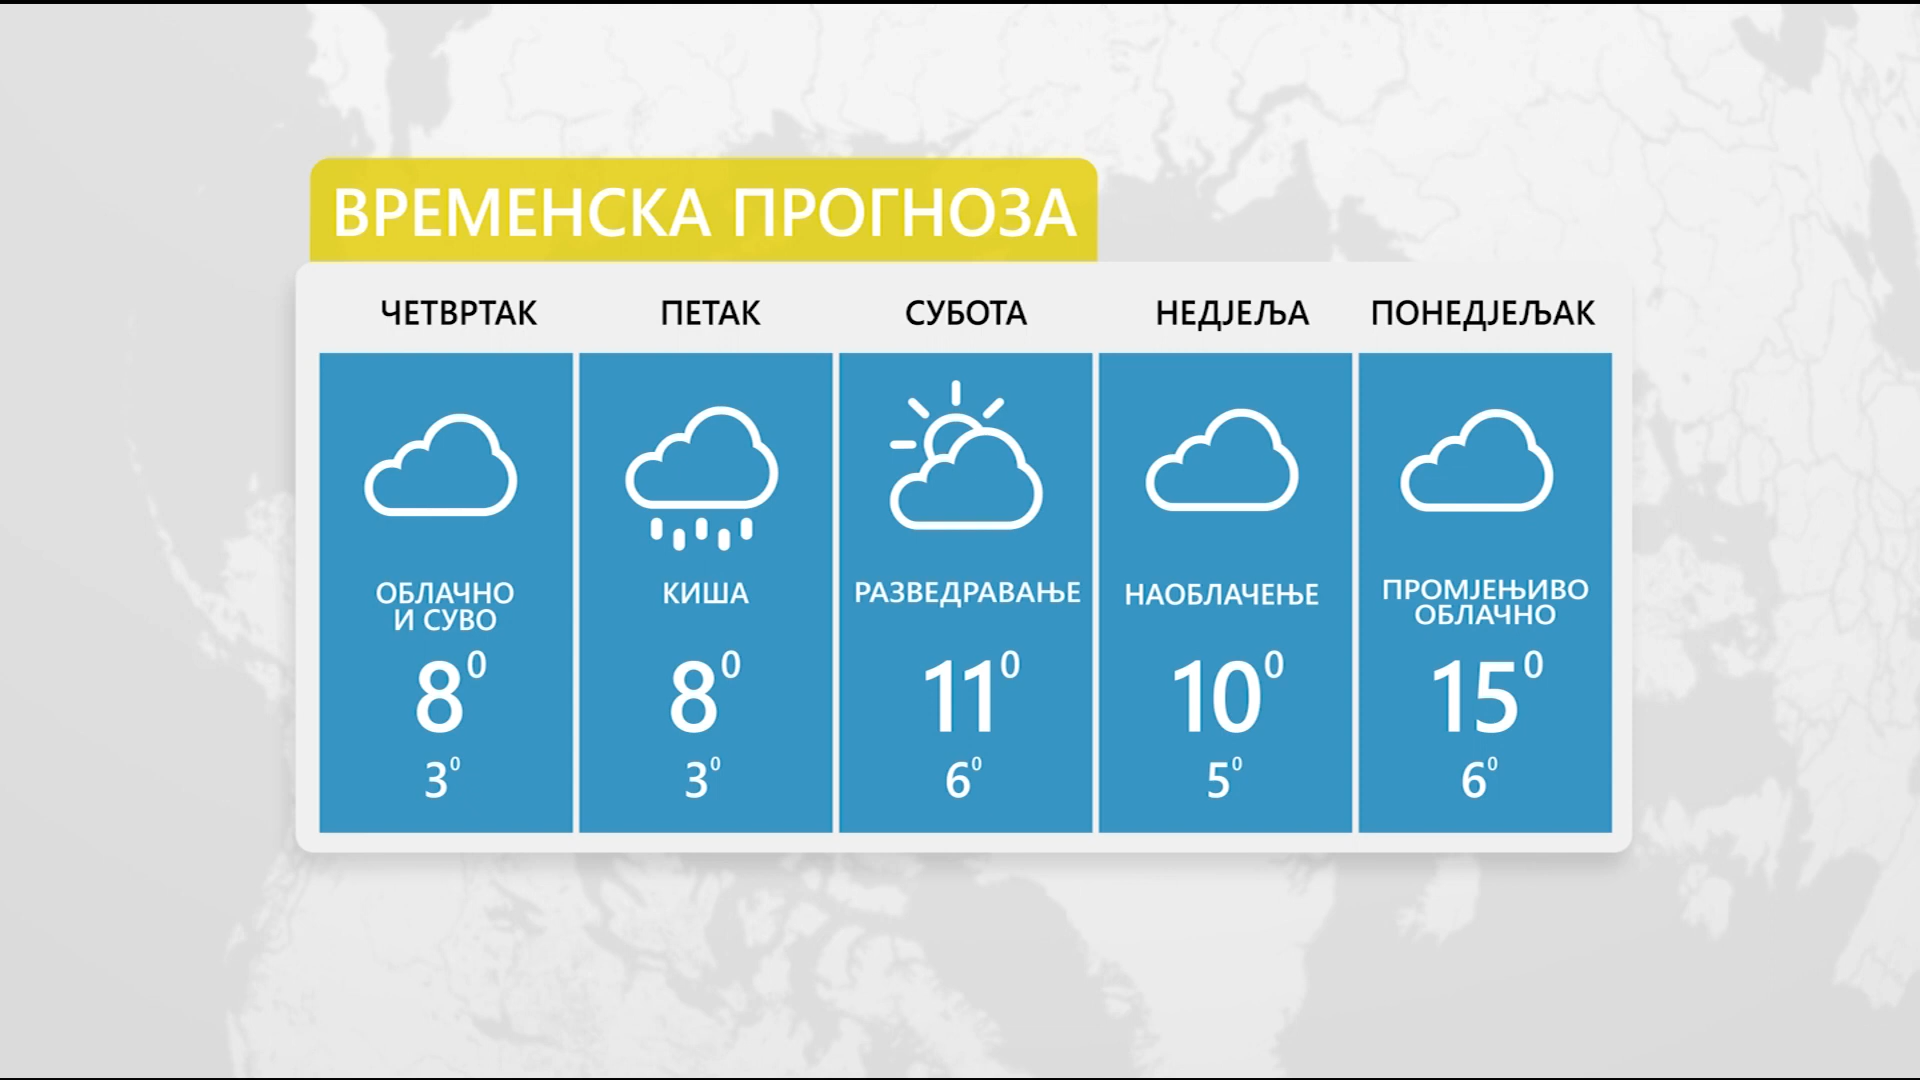 ВРЕМЕНСКА ПРОГНОЗА
ЧЕТВРТАК
ПЕТАК
СУБОТА
НЕДЈЕЉА
ПОНЕДЈЕЉАК
ОБЛАЧНО
И СУВО
КИША
РАЗВЕДРАВАЊЕ
НАОБЛАЧЕЊЕ
ПРОМЈЕЊИВО
ОБЛАЧНО
8⁰
8⁰
11⁰
10⁰
15⁰
3⁰
3⁰
6⁰
5⁰
6⁰